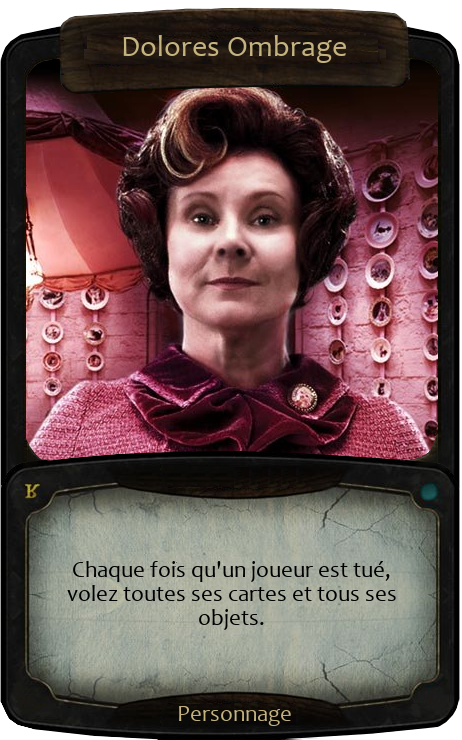 Dolores Ombrage
Chaque fois qu'un joueur est tué,
volez toutes ses cartes et tous ses
objets.
Personnage